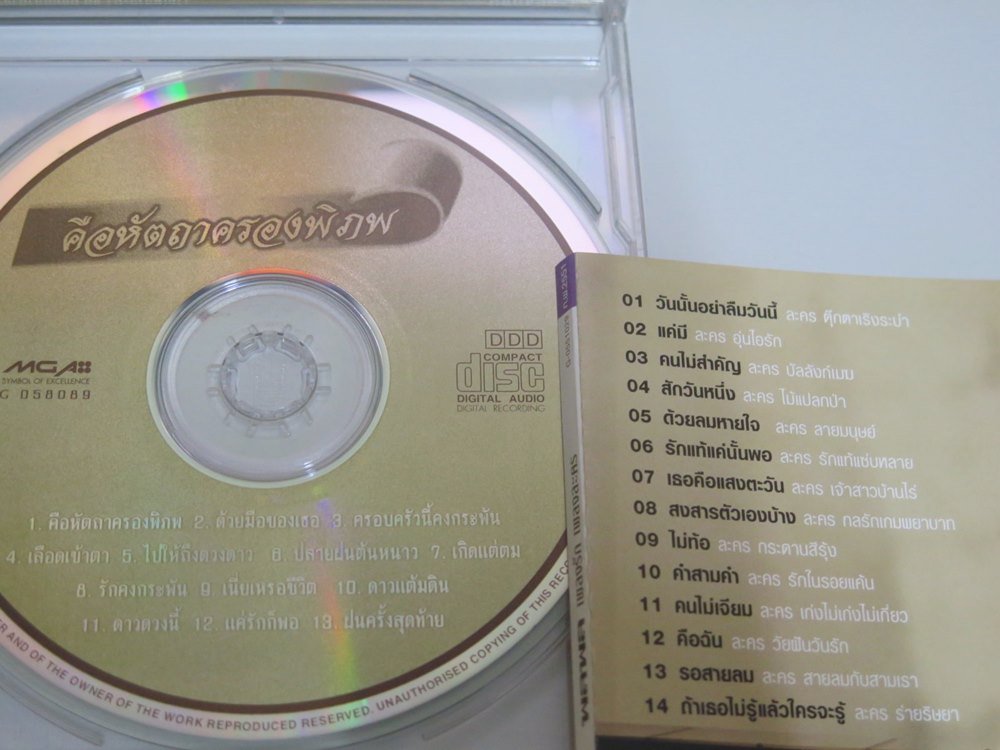 คือหัตถาครองพิภพ
MGA
SYMBOL OF EXCELLENCE
G 058089
DDD
COMPACT
disc
DIGITAL AUDIO
DIGITAL RECORDING
1. คือหัตถาครองพิภพ 2. ด้วยมือของเธอ 3. ครอบครัวนี้คงกระพัน
4. เลือดเข้าตา 5. ไปให้ถึงดวงดาว 6. ปลายฝนต้นหนาว 7. เกิดแต่ตม
8. รักคงกระพัน 9. เนี่ยเหรอชีวิต 10. ดาวแต้มดิน
11. ดาวดวงนี้ 12. แค่รักก็พอ 13. ฝนครั้งสุดท้าย
AND OF THE OWNER OF THE WORK REPRODUCED RESERVED. UNAUTHORISED COPYING OF THIS
ก.พ. 2551
เพลงรัก เพลงละคร
01 วันนั้นอย่าลืมวันนี้ ละคร ตุ๊กตาเริงระบำ
02 แค่มี ละคร อุ่นไอรัก
03 คนไม่สำคัญ ละคร บัลลังก์เมฆ
04 สักวันหนึ่ง ละคร ไม้แปลกป่า
05 ด้วยลมหายใจ ละคร ลายมนุษย์
06 รักแท้แค่นั้นพอ ละคร รักแท้แซ่บหลาย
07 เธอคือแสงตะวัน ละคร เจ้าสาวบ้านไร่
08 สงสารตัวเองบ้าง ละคร กลรักเกมพยาบาท
09 ไม่ท้อ ละคร กระดานสีรุ้ง
10 คำสามคำ ละคร รักในรอยแค้น
11 คนไม่เจียม ละคร เก่งไม่เก่งไม่เกี่ยว
12 คือฉัน ละคร วัยฝันวันรัก
13 รอสายลม ละคร สายลมกับสามเรา
14 ถ้าเธอไม่รู้แล้วใครจะรู้ ละคร ร่ายริษยา